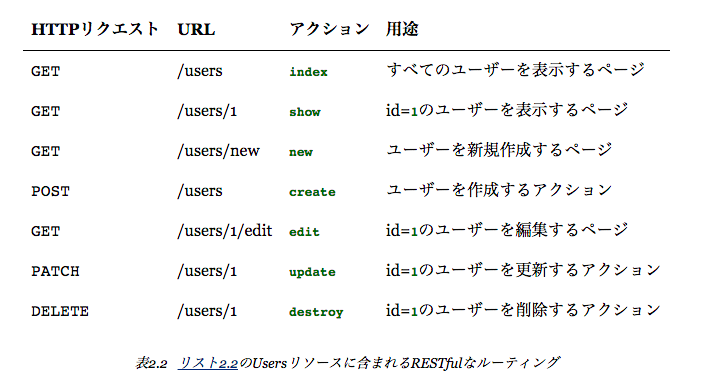 HTTPリクエスト URL アクション 用途
GET /users index すべてのユーザーを表示するページ
GET /users/1 show id=1のユーザーを表示するページ
GET /users/new new ユーザーを新規作成するページ
POST /users create ユーザーを作成するアクション
GET /users/1/edit edit id=1のユーザーを編集するページ
PATCH /users/1 update id=1のユーザーを更新するアクション
DELETE /users/1 destroy id=1のユーザーを削除するアクション
表2.2 リスト2.2のUsersリソースに含まれるRESTfulなルーティング